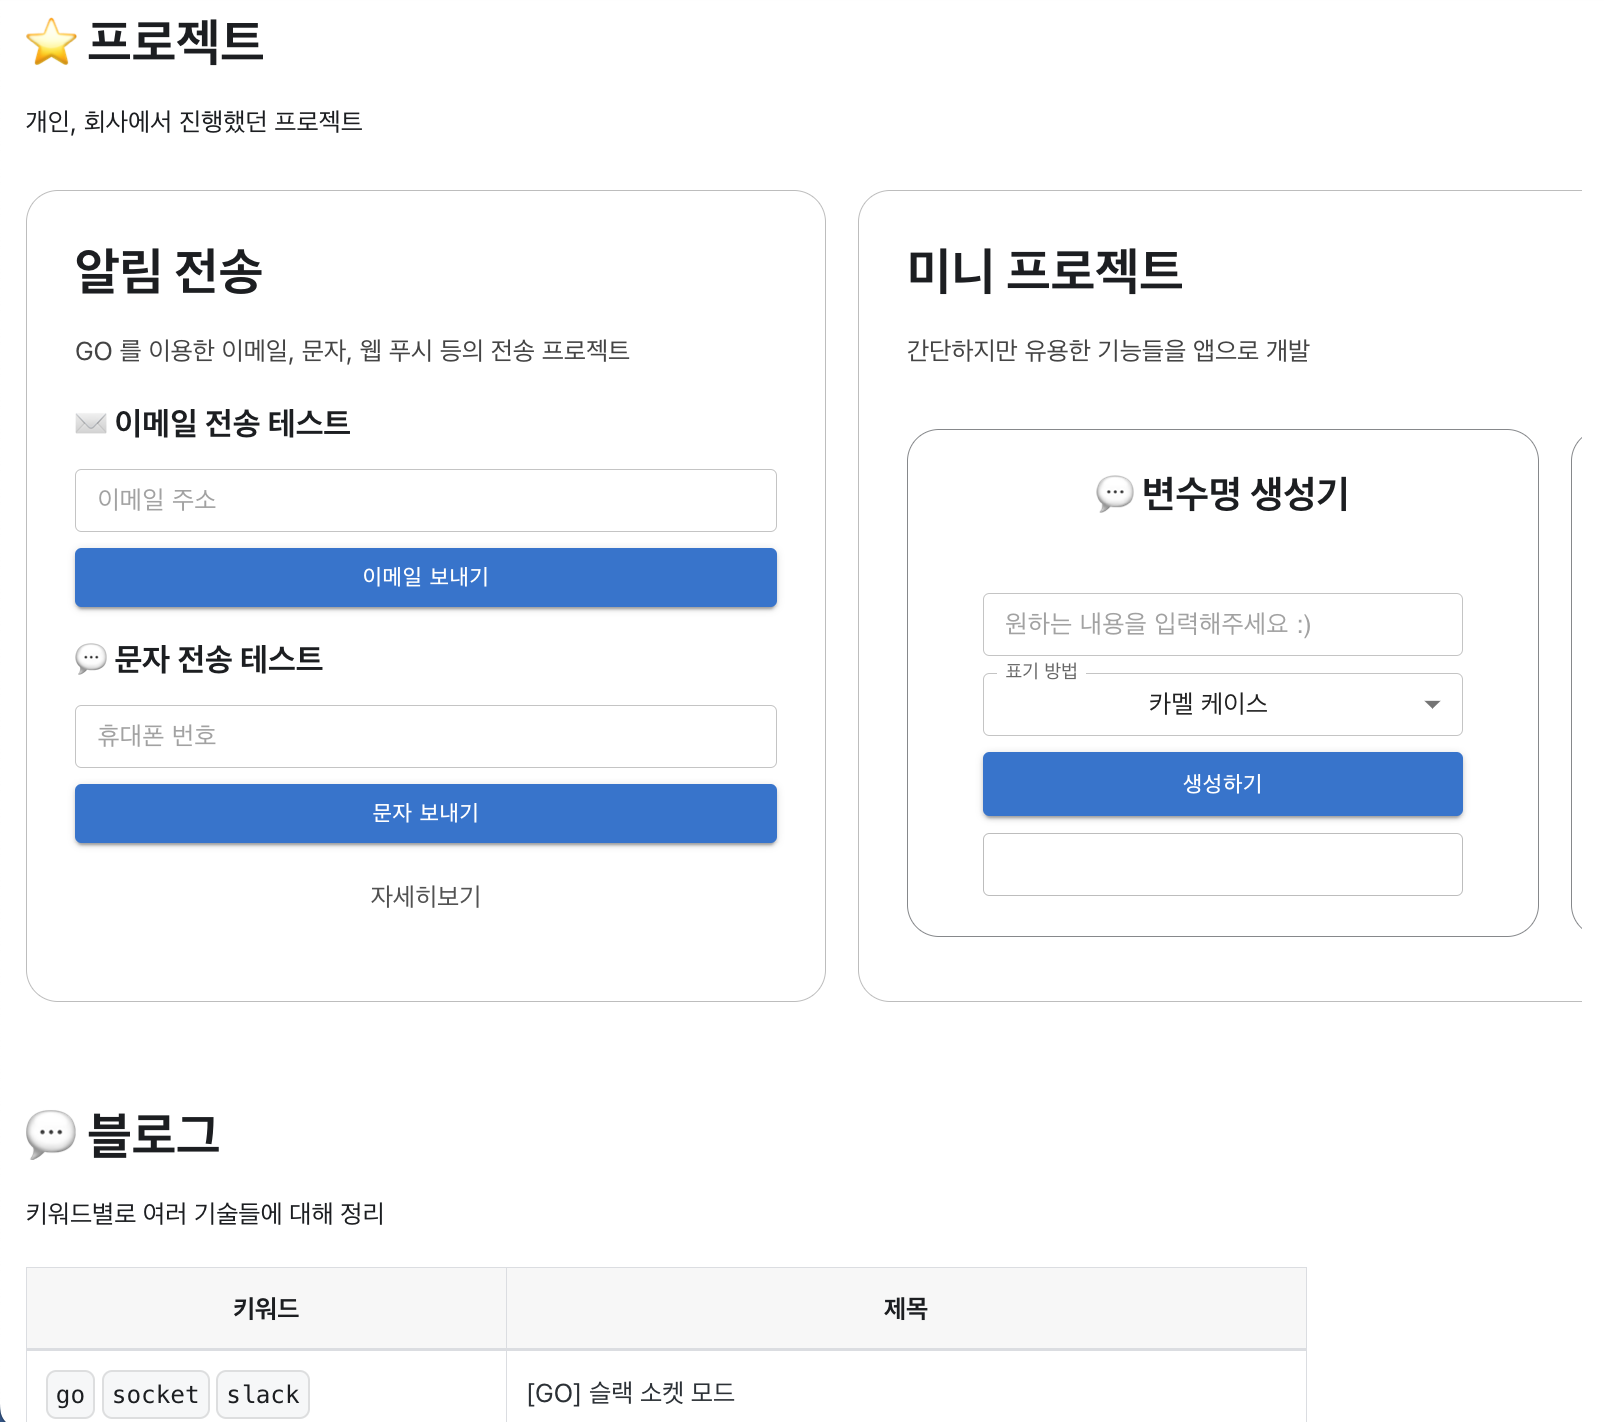 ⭐ 프로젝트
개인, 회사에서 진행했던 프로젝트
알림 전송
GO 를 이용한 이메일, 문자, 웹 푸시 등의 전송 프로젝트
✉️ 이메일 전송 테스트
이메일 주소
이메일 보내기
💬 문자 전송 테스트
휴대폰 번호
문자 보내기
자세히보기
미니 프로젝트
간단하지만 유용한 기능들을 앱으로 개발
💬 변수명 생성기
원하는 내용을 입력해주세요 :)
표기 방법
카멜 케이스
생성하기
💬 블로그
키워드별로 여러 기술들에 대해 정리
키워드 제목
go socket slack [GO] 슬랙 소켓 모드